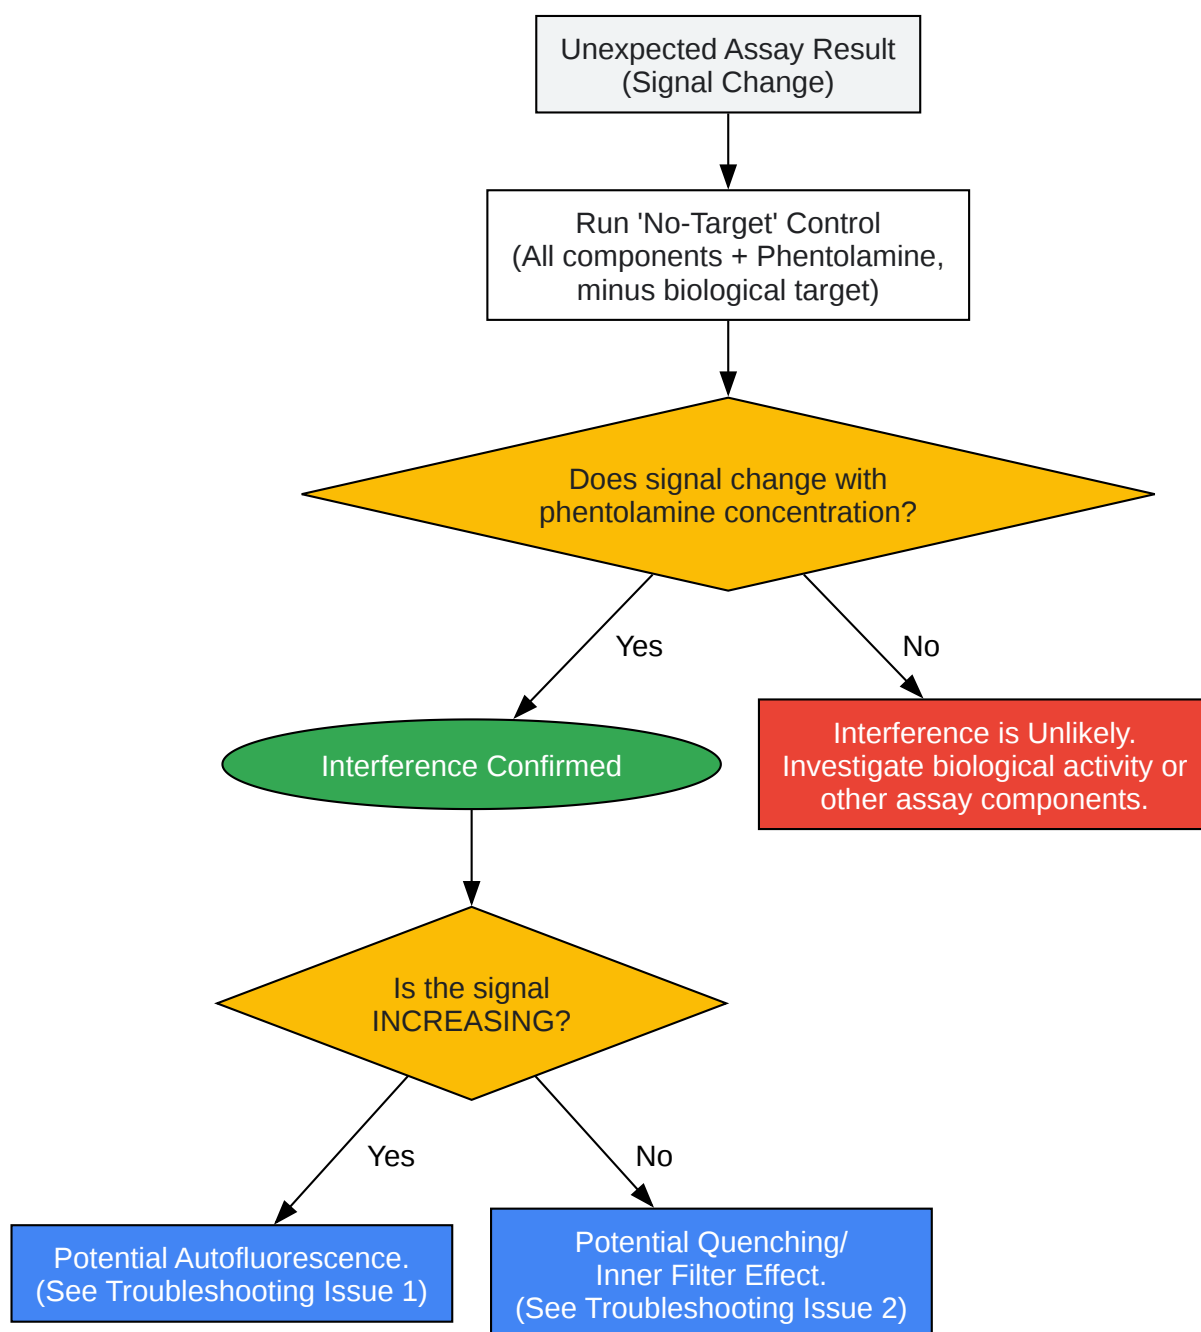 Unexpected Assay Result
(Signal Change)
Run 'No-Target' Control
(All components + Phentolamine,
minus biological target)
Does signal change with
phentolamine concentration?
Yes
No
Interference Confirmed
Interference is Unlikely.
Investigate biological activity or
other assay components.
Is the signal
INCREASING?
Yes
No
Potential Autofluorescence.
(See Troubleshooting Issue 1)
Potential Quenching/
Inner Filter Effect.
(See Troubleshooting Issue 2)